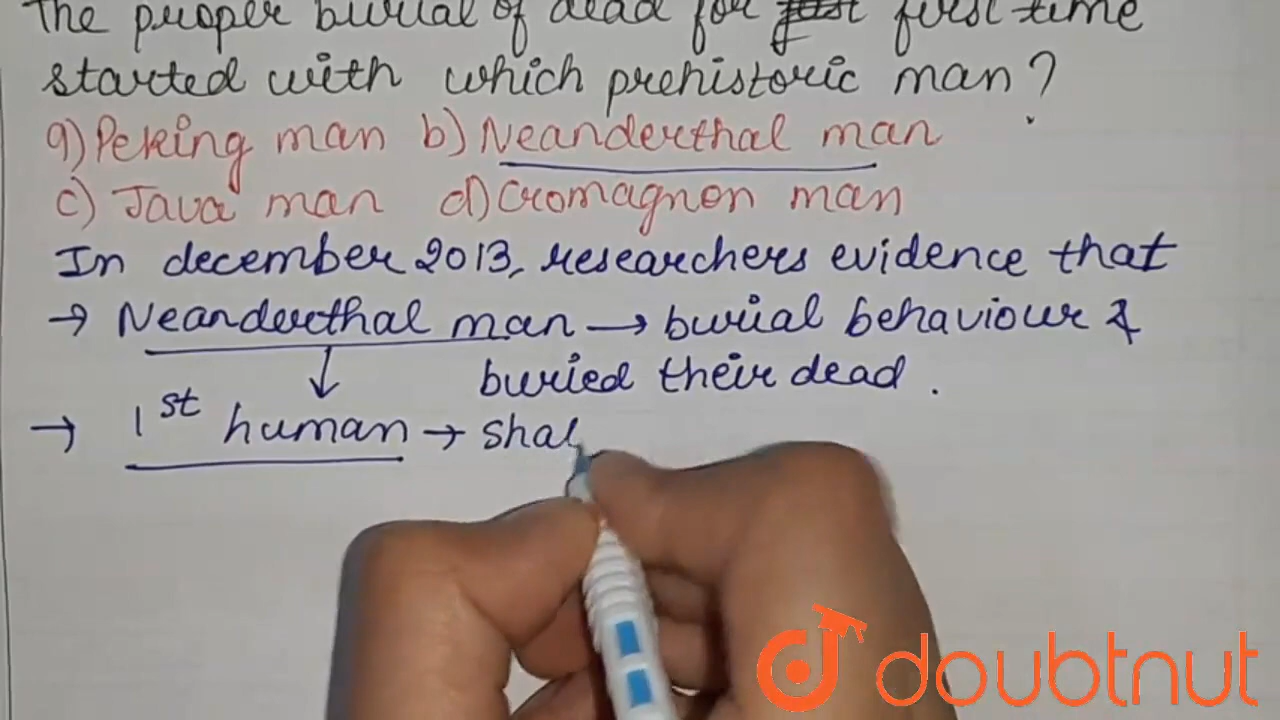 The proper burial of dead for first time
started with which prehistoric man?
a) Peking man b) Neanderthal man
c) Java man d) Cromagnon man
In december 2013, researchers evidence that
→ Neanderthal man → burial behaviour &
buried their dead.
→ 1st human → shal
doubtnut